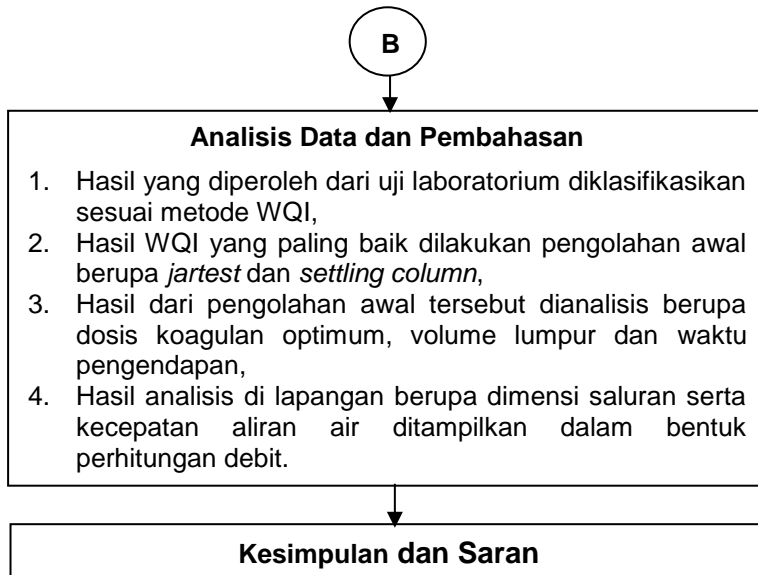 B
Analisis Data dan Pembahasan
1. Hasil yang diperoleh dari uji laboratorium diklasifikasikan
sesuai metode WQI,
2. Hasil WQI yang paling baik dilakukan pengolahan awal
berupa jartest dan settling column,
3. Hasil dari pengolahan awal tersebut dianalisis berupa
dosis koagulan optimum, volume lumpur dan waktu
pengendapan,
4. Hasil analisis di lapangan berupa dimensi saluran serta
kecepatan aliran air ditampilkan dalam bentuk
perhitungan debit.
Kesimpulan dan Saran